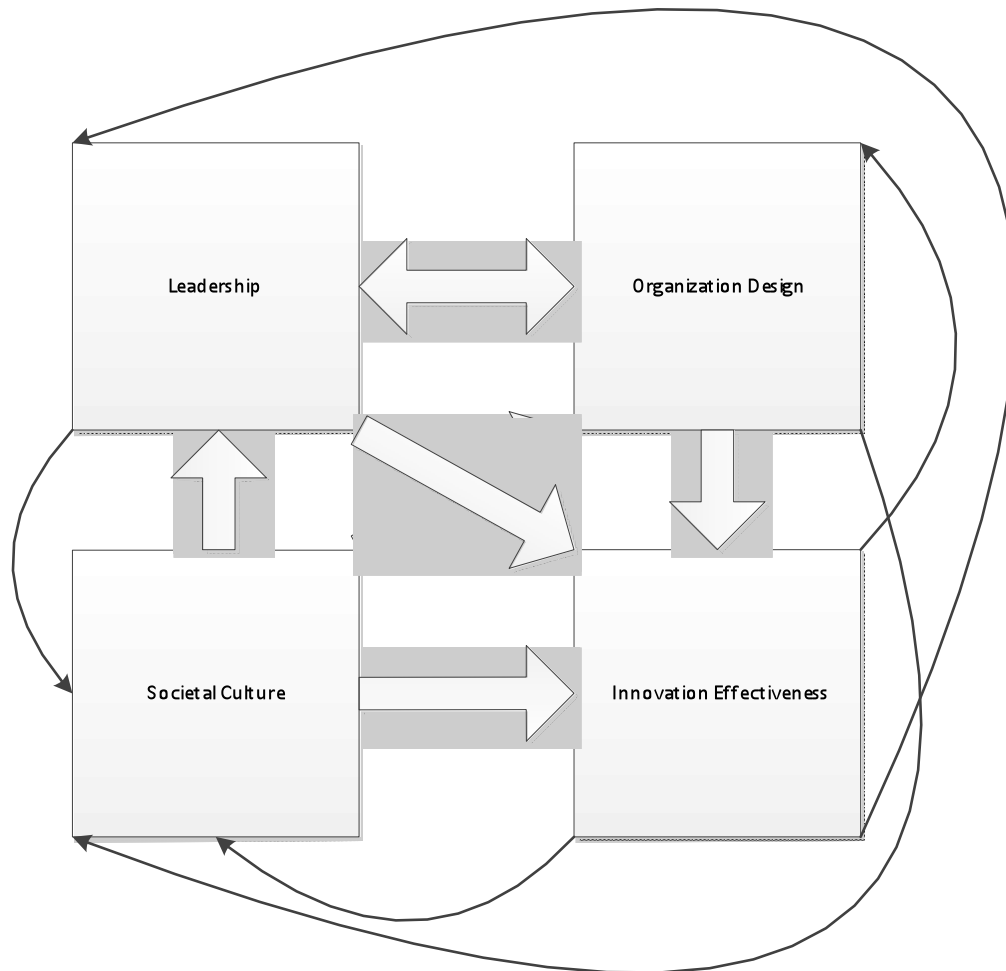 Leadership
Organization Design
Societal Culture
Innovation Effectiveness